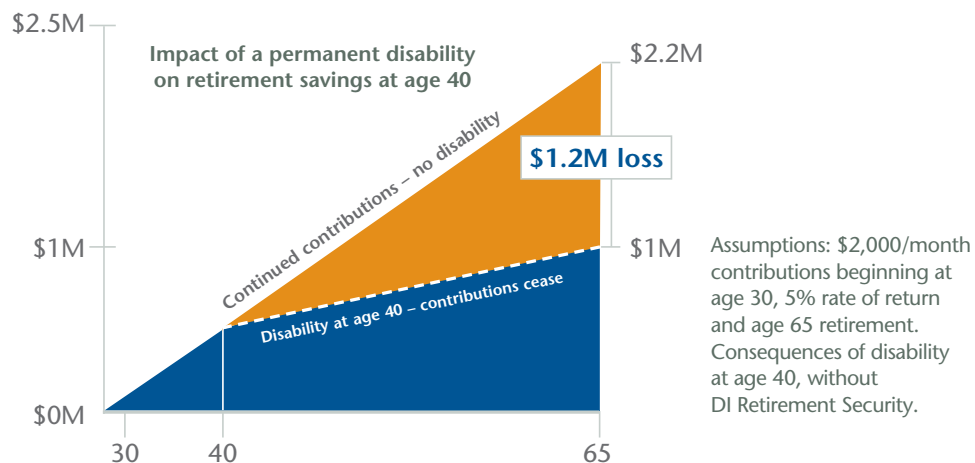 $2.5M
Impact of a permanent disability
on retirement savings at age 40
$2.2M
Continued contributions – no disability
$1.2M loss
$1M
$1M
Disability at age 40 – contributions cease
Assumptions: $2,000/month
contributions beginning at
age 30, 5% rate of return
and age 65 retirement.
Consequences of disability
at age 40, without
DI Retirement Security.
$0M
30
40
65